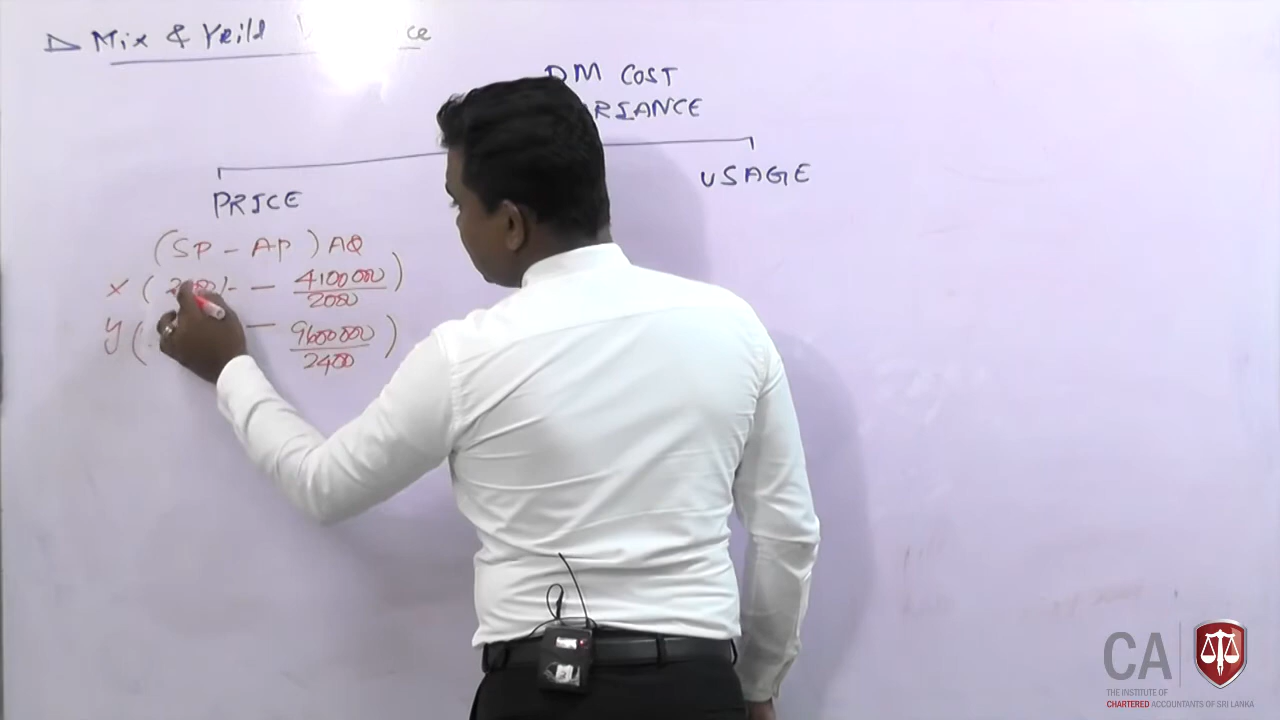 Mix & Yeild
DM COST
PRICE
USAGE
(SP - AP) AQ
X ( - 4100000 / 2050 )
Y ( - 9600000 / 2400 )
CA
THE INSTITUTE OF
CHARTERED ACCOUNTANTS OF SRI LANKA